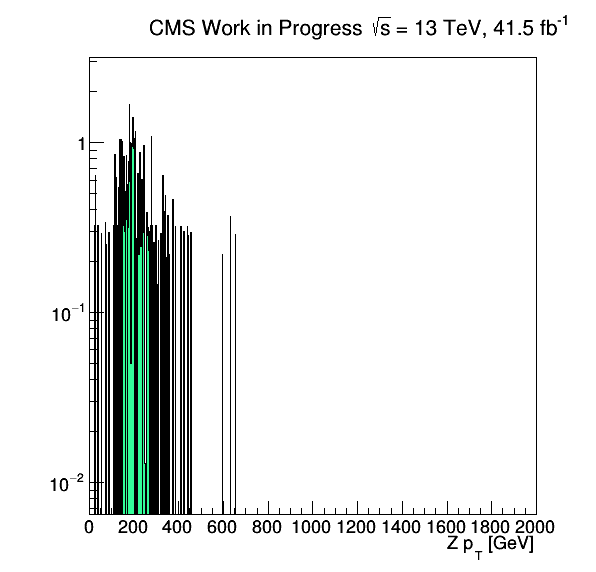 CMS Work in Progress √s = 13 TeV, 41.5 fb⁻¹
1
10⁻¹
10⁻²
0 200 400 600 800 1000 1200 1400 1600 1800 2000
Z p_T [GeV]